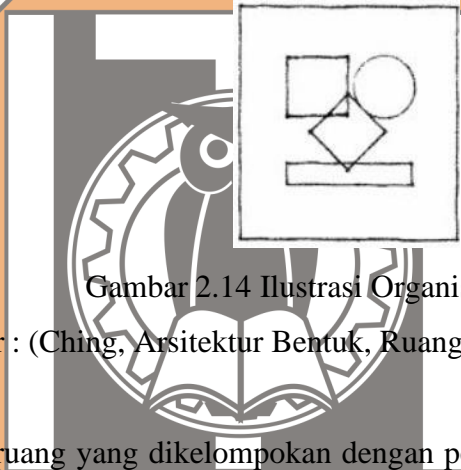 Gambar 2.14 Ilustrasi Organi
: (Ching, Arsitektur Bentuk, Ruang
ruang yang dikelompokan dengan